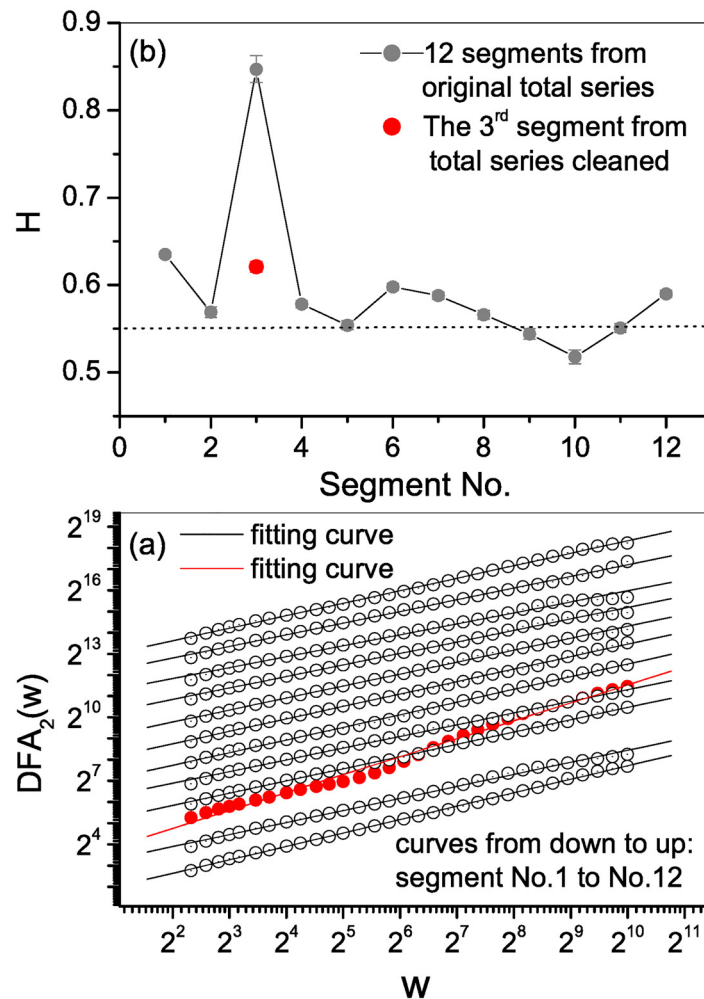 (b)
12 segments from
original total series
The 3rd segment from
total series cleaned
H
0.9
0.8
0.7
0.6
0.5
0 2 4 6 8 10 12
Segment No.
(a)
fitting curve
fitting curve
DFA2(w)
2^19
2^16
2^13
2^10
2^7
2^4
curves from down to up:
segment No.1 to No.12
2^2 2^3 2^4 2^5 2^6 2^7 2^8 2^9 2^10 2^11
w